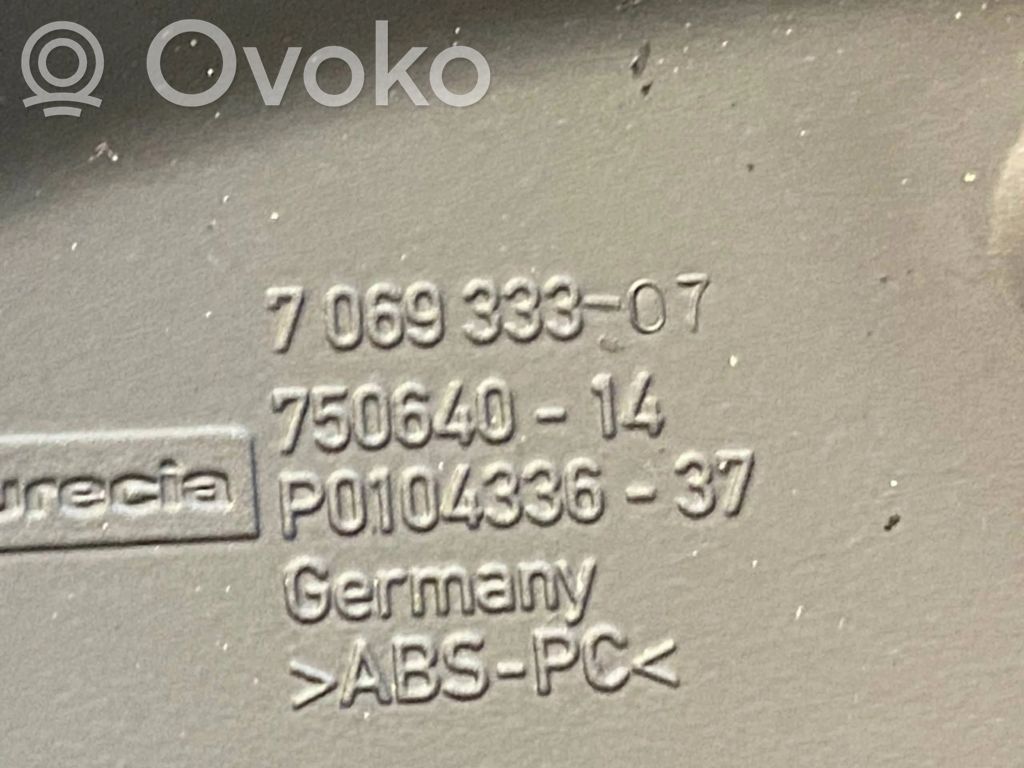 Ovoko
7 069 333-07
750640-14
urecia
P0104336-37
Germany
>ABS-PC<